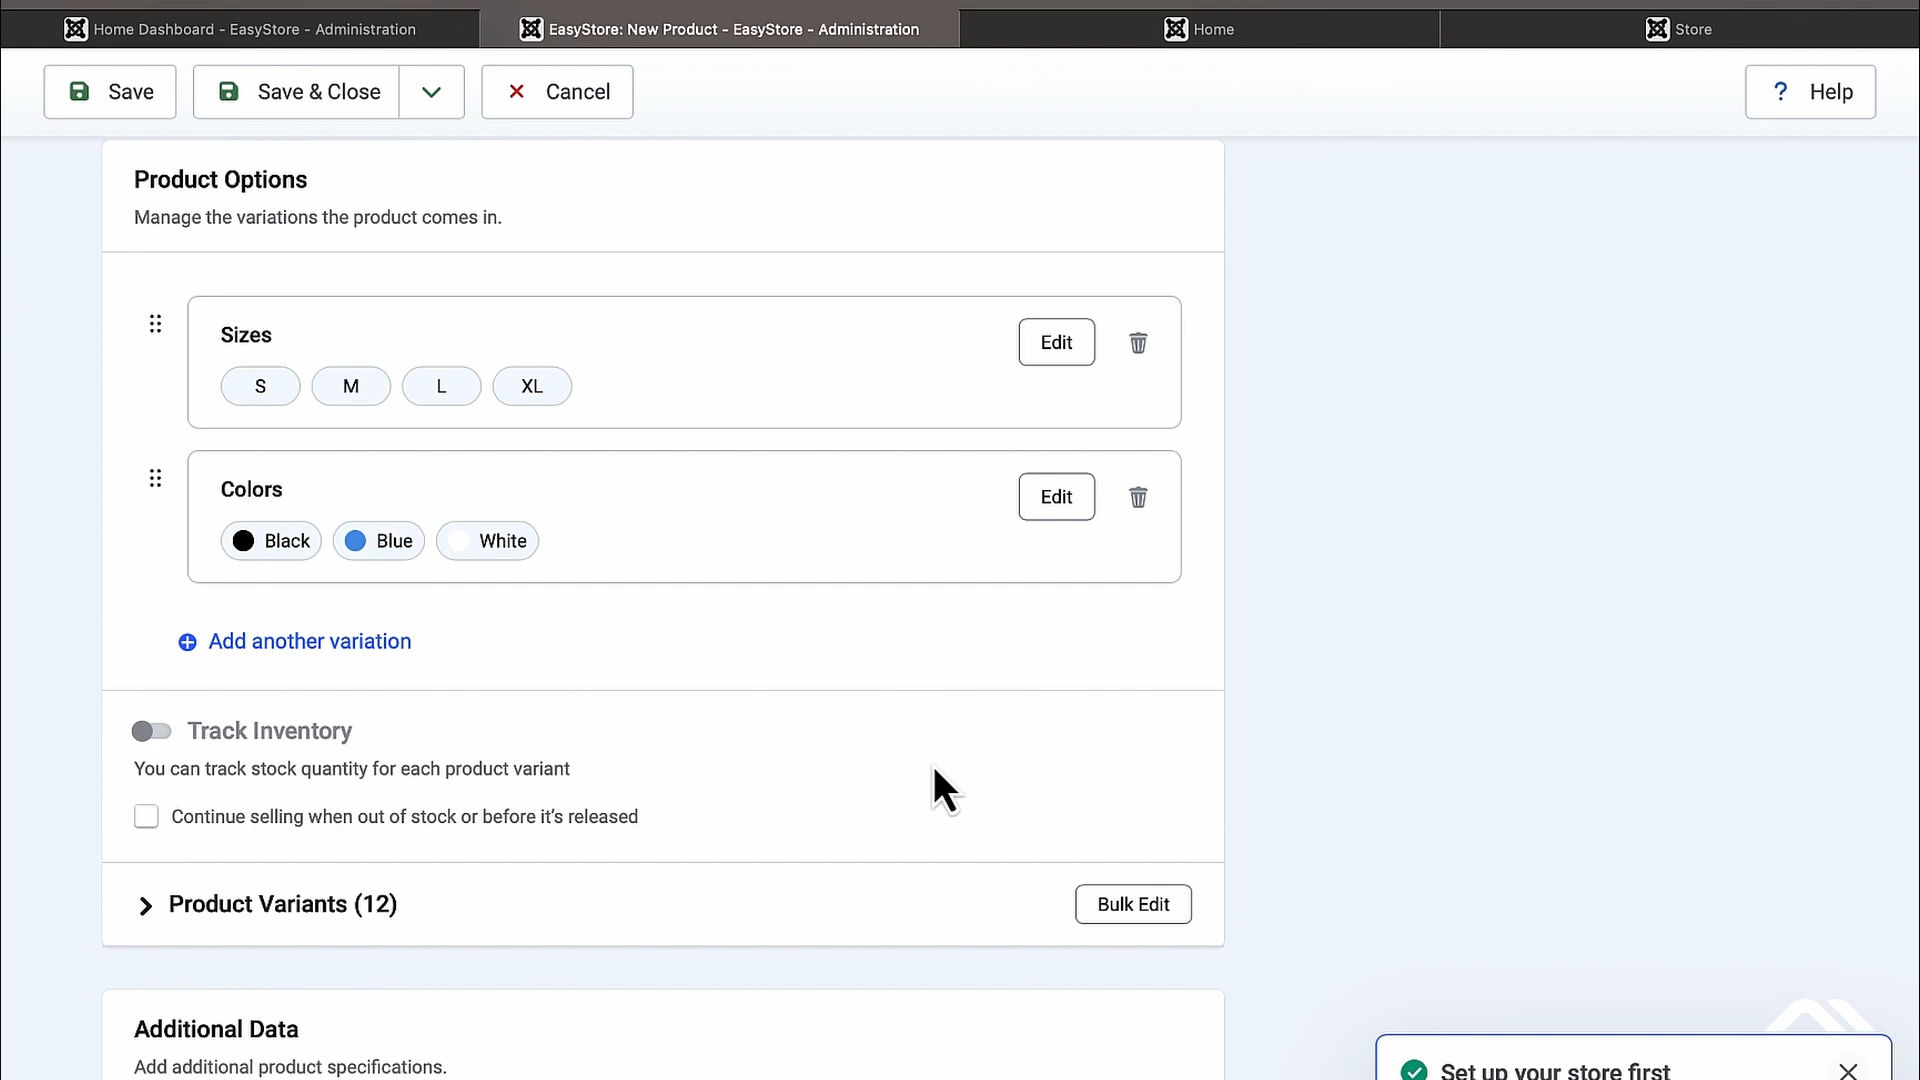 Home Dashboard - EasyStore - Administration
EasyStore: New Product - EasyStore - Administration
Home
Store
Save
Save & Close
Cancel
? Help
Product Options
Manage the variations the product comes in.
Sizes
Edit
S M L XL
Colors
Edit
Black Blue White
Add another variation
Track Inventory
You can track stock quantity for each product variant
Continue selling when out of stock or before it's released
Product Variants (12)
Bulk Edit
Additional Data
Add additional product specifications.
Set up your store first